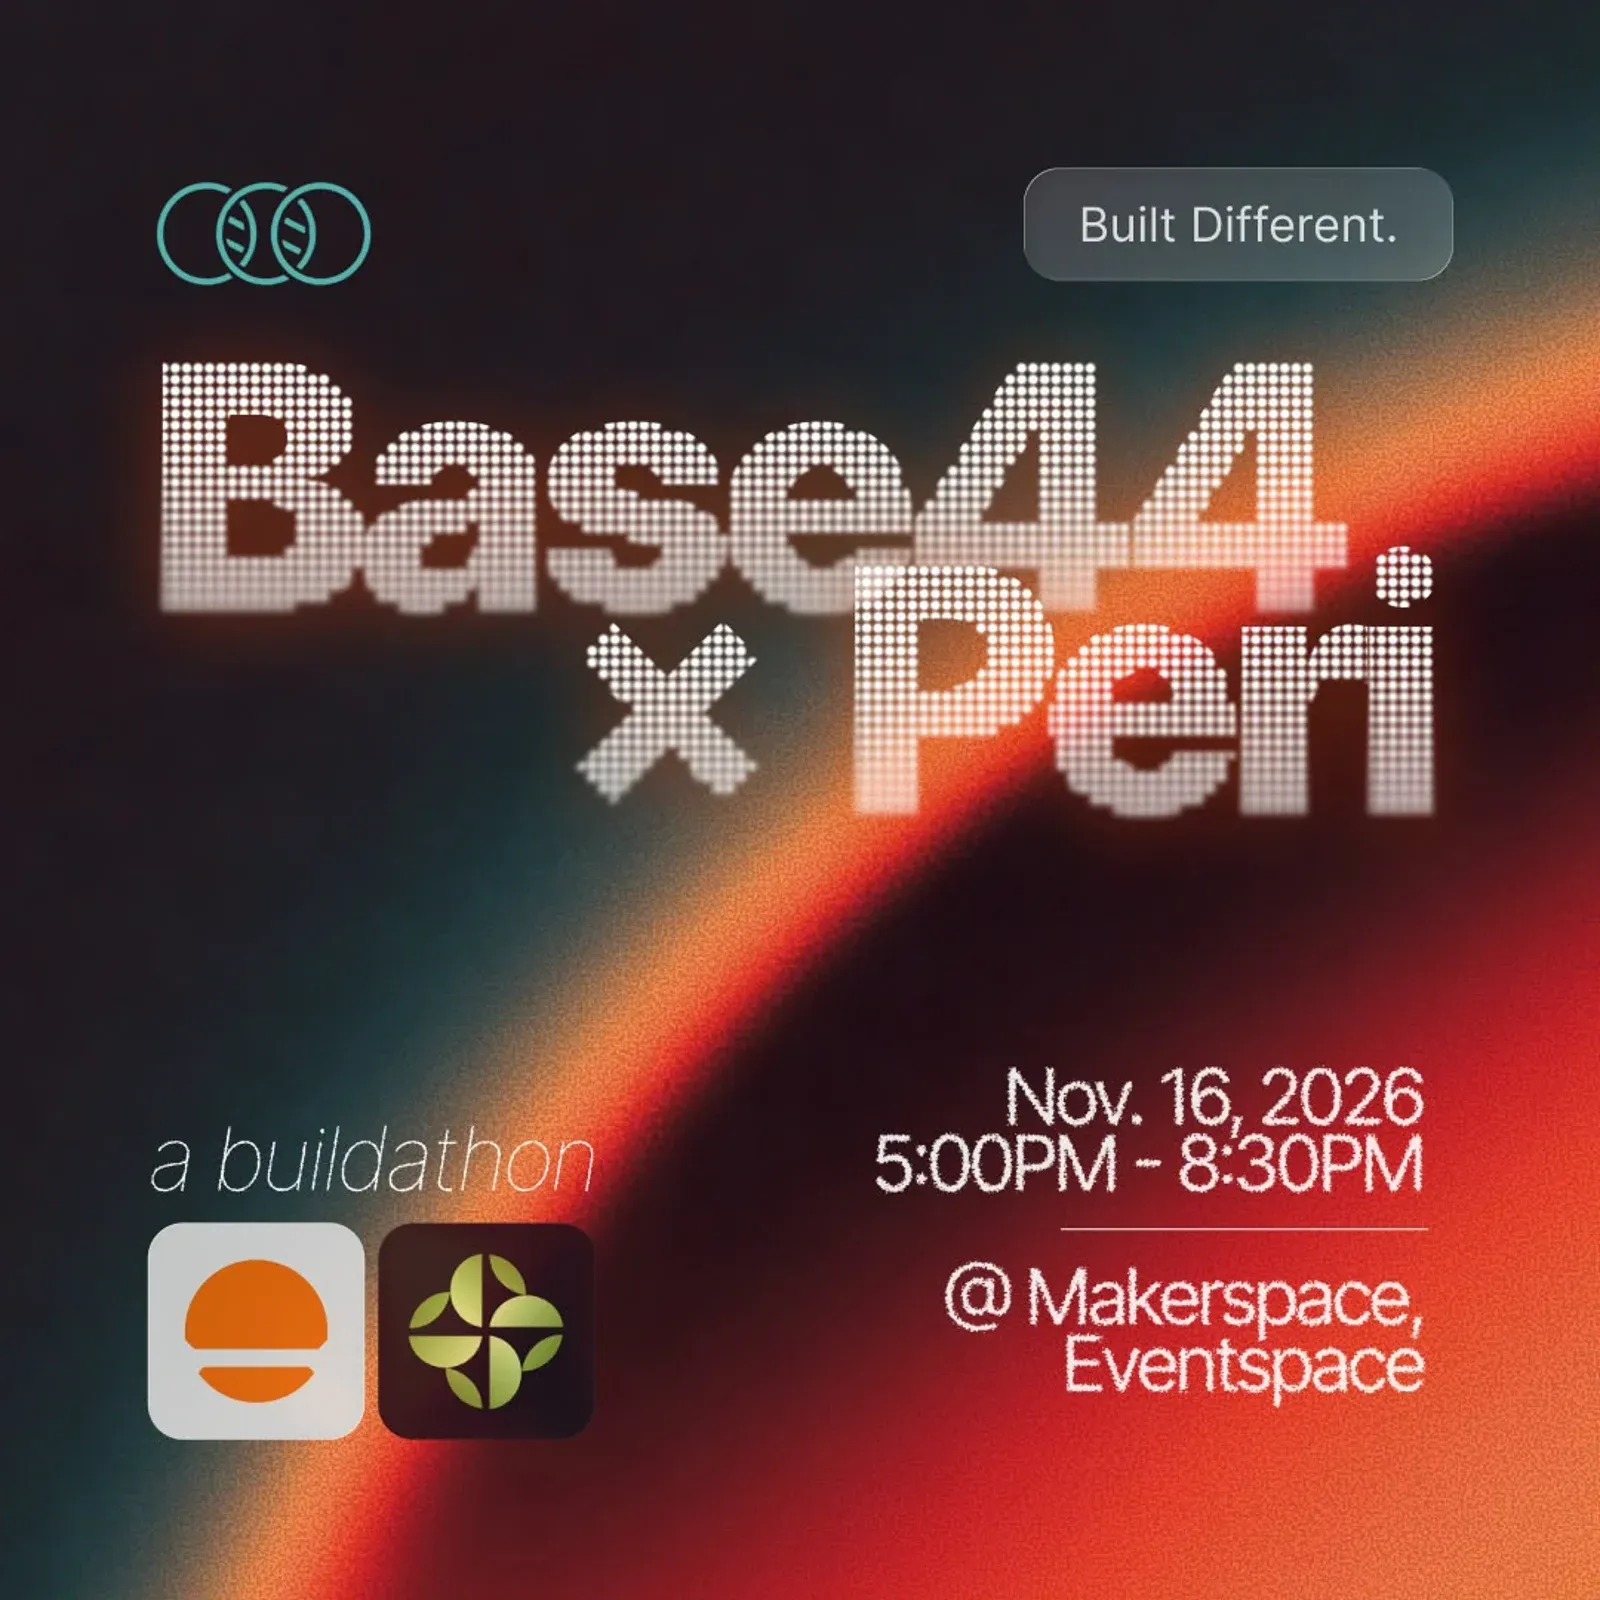 Built Different.
Base44
× Peri
a buildathon
Nov. 16, 2026
5:00PM - 8:30PM
@ Makerspace,
Eventspace